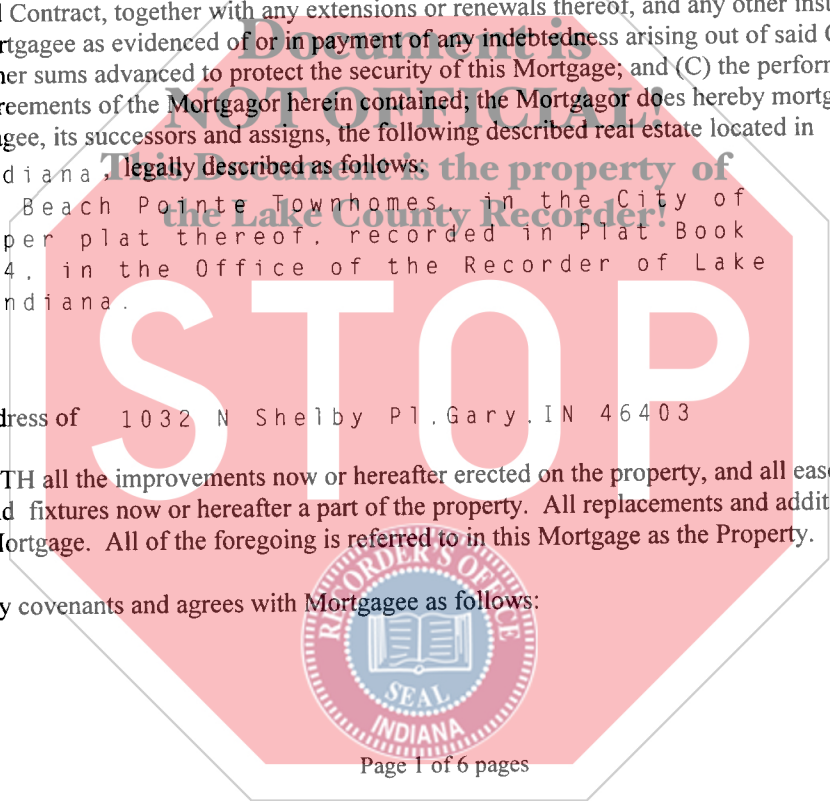 l Contract, together with any extensions or renewals thereof, and any other inst
rtgagee as evidenced of or in payment of any indebtedness arising out of said C
ner sums advanced to protect the security of this Mortgage; and (C) the perform
reements of the Mortgagor herein contained; the Mortgagor does hereby mortg
agee, its successors and assigns, the following described real estate located in
diana, legally described as follows:
Beach Pointe Townhomes, in the City of
per plat thereof, recorded in Plat Book
4, in the Office of the Recorder of Lake
ndiana.
Document is
NOT OFFICIAL!
This Document is the property of
the Lake County Recorder!
STOP
dress of 1032 N Shelby Pl,Gary,IN 46403
TH all the improvements now or hereafter erected on the property, and all ease
d fixtures now or hereafter a part of the property. All replacements and addit
Mortgage. All of the foregoing is referred to in this Mortgage as the Property.
y covenants and agrees with Mortgagee as follows:
RECORDER'S OFFICE
SEAL
INDIANA
Page 1 of 6 pages